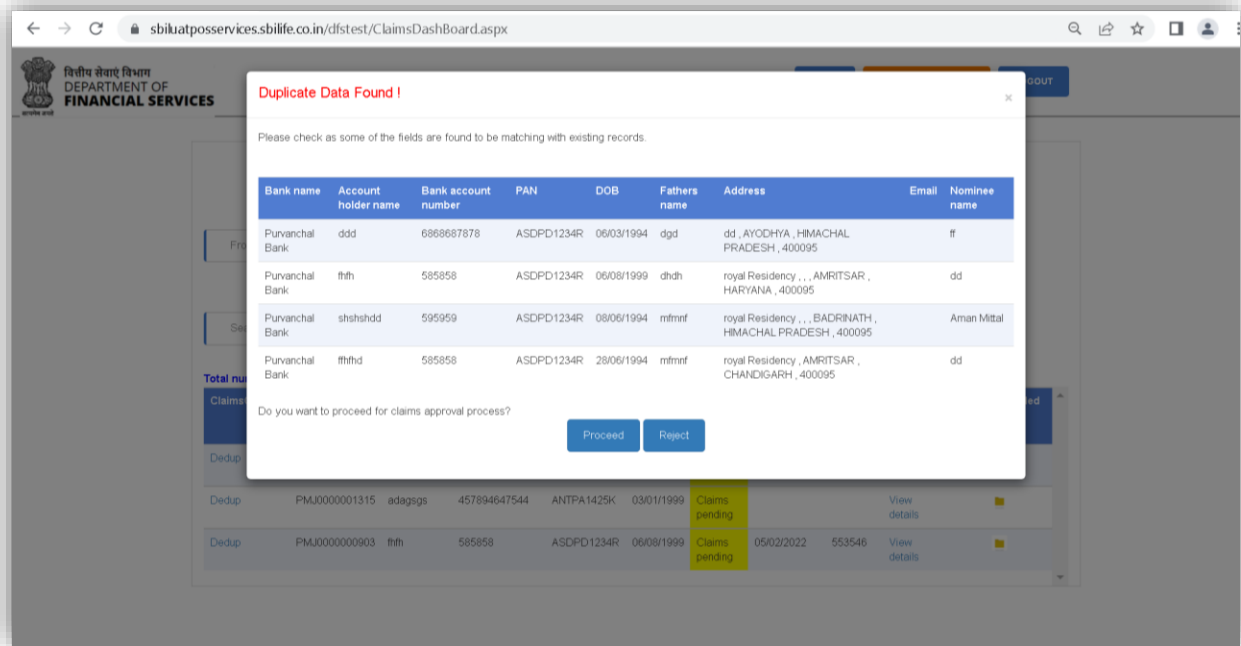 sbiluatposservices.sbilife.co.in/dfstest/ClaimsDashBoard.aspx
वित्तीय सेवाएं विभाग
DEPARTMENT OF
FINANCIAL SERVICES
सत्यमेव जयते
GOUT
Duplicate Data Found !
×
Please check as some of the fields are found to be matching with existing records.
Bank name Account holder name Bank account number PAN DOB Fathers name Address Email Nominee name
Purvanchal Bank ddd 6868687878 ASDPD1234R 06/03/1994 dgd dd , AYODHYA , HIMACHAL PRADESH , 400095 ff
Purvanchal Bank fhfh 585858 ASDPD1234R 06/08/1999 dhdh royal Residency , , , AMRITSAR , HARYANA , 400095 dd
Purvanchal Bank shshshdd 595959 ASDPD1234R 08/06/1994 mfmnf royal Residency , , , BADRINATH , HIMACHAL PRADESH , 400095 Aman Mittal
Purvanchal Bank ffhfhd 585858 ASDPD1234R 28/06/1994 mfmnf royal Residency , AMRITSAR , CHANDIGARH , 400095 dd
Do you want to proceed for claims approval process?
Proceed Reject
Fro
Se
Total nu
Claims
ed
Dedup
Dedup PMJ0000001315 adagsgs 457894647544 ANTPA1425K 03/01/1999 Claims pending View details
Dedup PMJ0000000903 fhfh 585858 ASDPD1234R 06/08/1999 Claims pending 05/02/2022 553546 View details